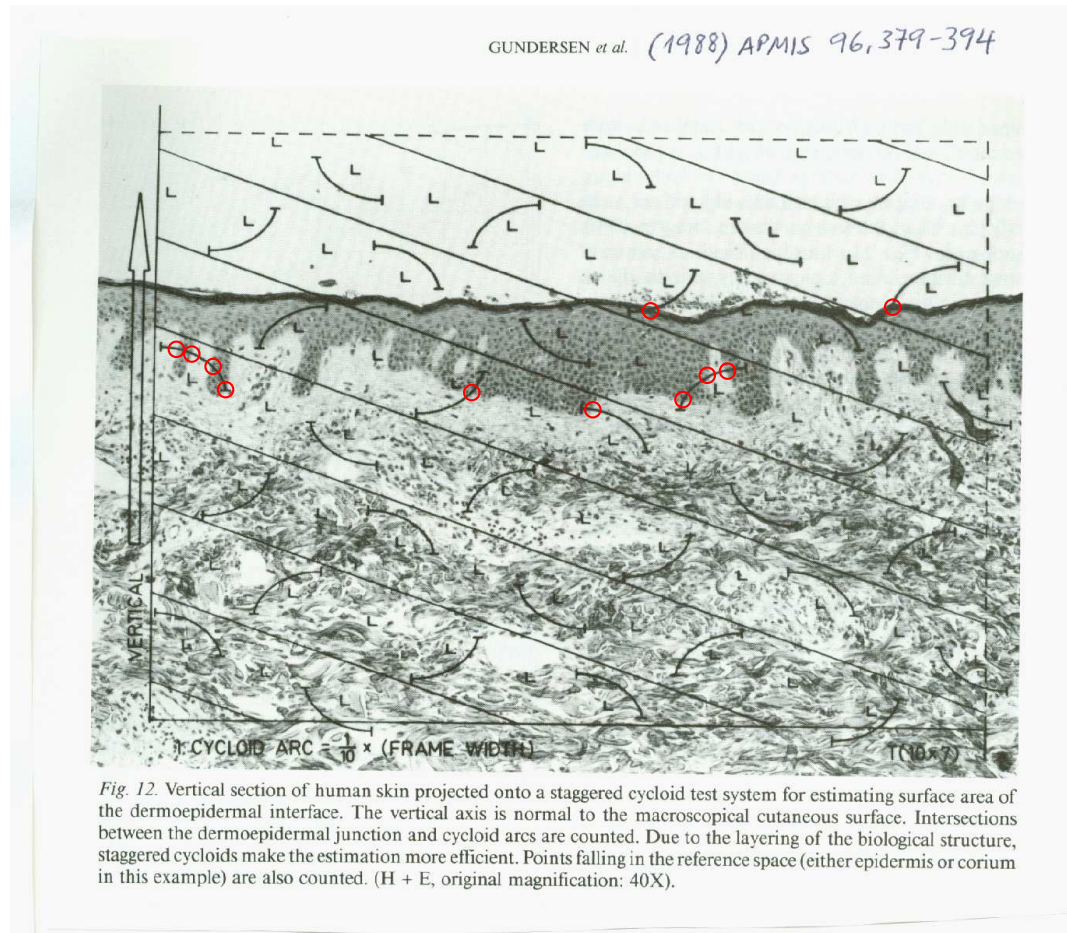 GUNDERSEN et al. (1988) APMIS 96, 379-394
VERTICAL
1 CYCLOID ARC = 1/10 x (FRAME WIDTH)
T(10x7)
Fig. 12. Vertical section of human skin projected onto a staggered cycloid test system for estimating surface area of
the dermoepidermal interface. The vertical axis is normal to the macroscopical cutaneous surface. Intersections
between the dermoepidermal junction and cycloid arcs are counted. Due to the layering of the biological structure,
staggered cycloids make the estimation more efficient. Points falling in the reference space (either epidermis or corium
in this example) are also counted. (H + E, original magnification: 40X).